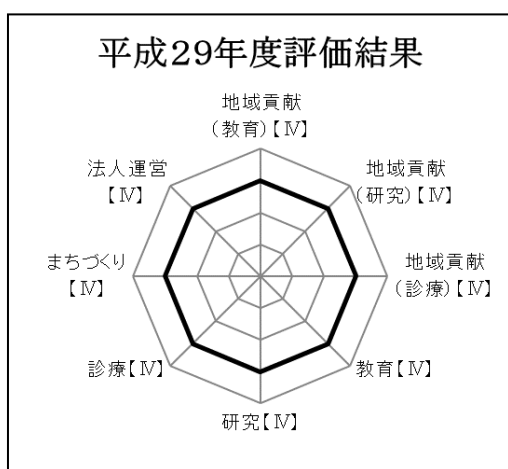 平成29年度評価結果
地域貢献
(教育)【Ⅳ】
法人運営
【Ⅳ】
地域貢献
(研究)【Ⅳ】
まちづくり
【Ⅳ】
地域貢献
(診療)【Ⅳ】
診療【Ⅳ】
教育【Ⅳ】
研究【Ⅳ】